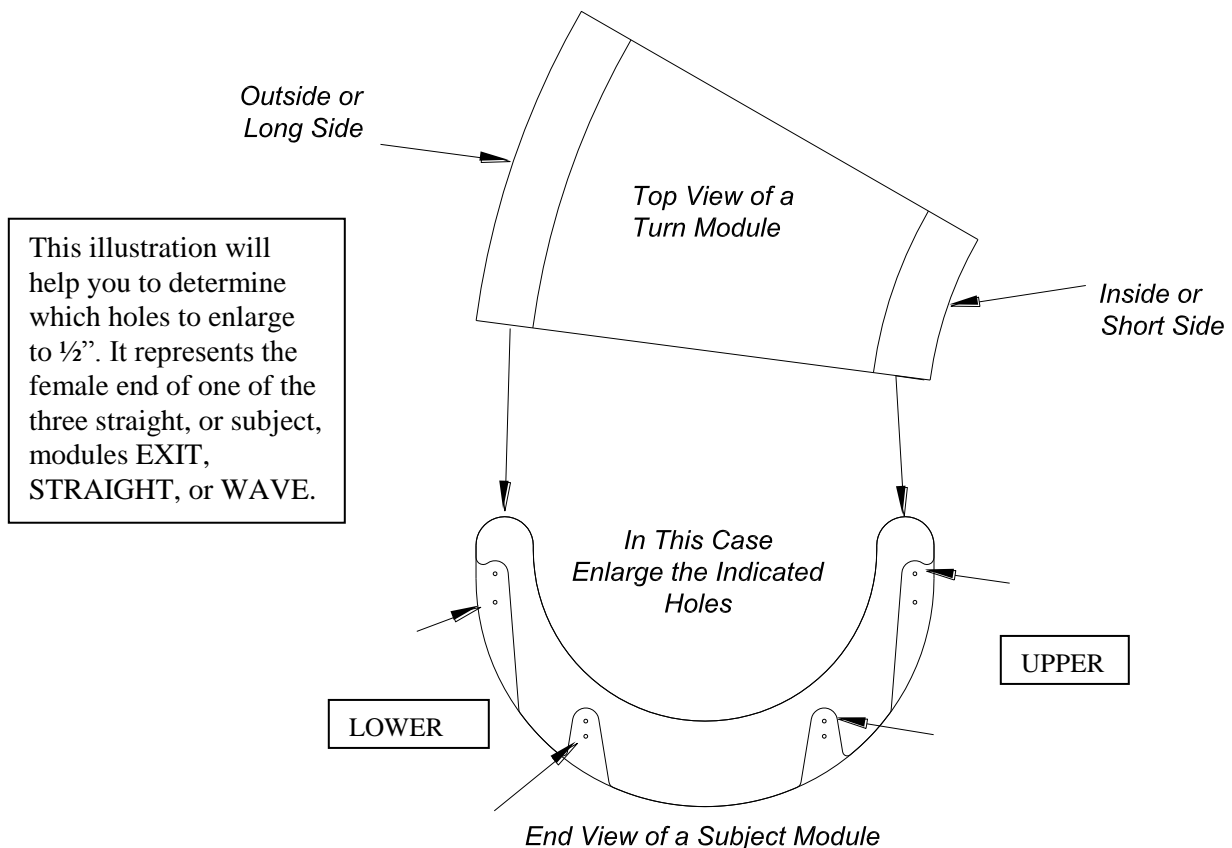 Outside or
Long Side
Top View of a
Turn Module
This illustration will
help you to determine
which holes to enlarge
to ½”. It represents the
female end of one of the
three straight, or subject,
modules EXIT,
STRAIGHT, or WAVE.
Inside or
Short Side
In This Case
Enlarge the Indicated
Holes
UPPER
LOWER
End View of a Subject Module